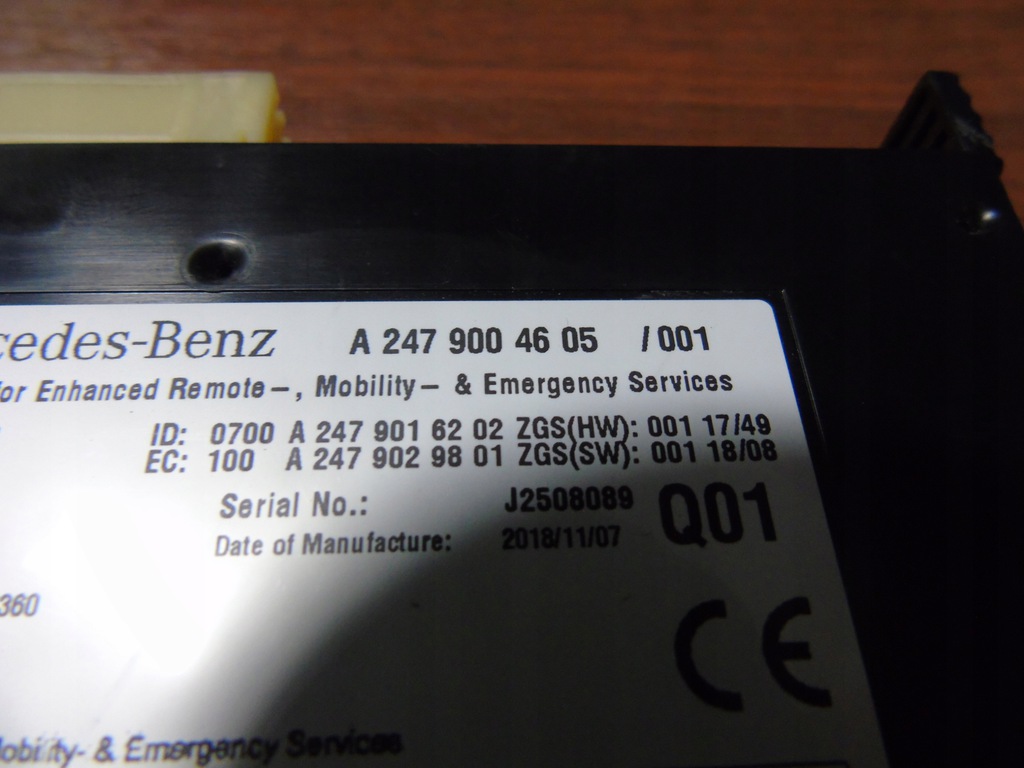 cedes-Benz A 247 900 46 05 / 001
for Enhanced Remote-, Mobility- & Emergency Services
ID: 0700 A 247 901 62 02 ZGS(HW): 001 17/49
EC: 100 A 247 902 98 01 ZGS(SW): 001 18/08
Serial No.: J2508089
Q01
Date of Manufacture: 2018/11/07
360
CE
obility- & Emergency Services